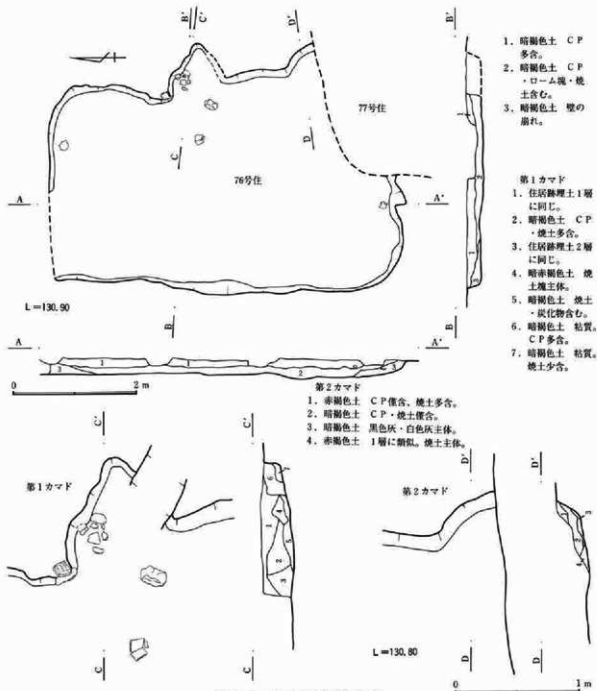 B' C' D' B'
77号住
C
D
76号住
A A'
L=130.90
B B
1. 暗褐色土 CP
多含。
2. 暗褐色土 CP
・ローム塊・焼
土含む。
3. 暗褐色土 壁の
崩れ。
第1カマド
1. 住居跡埋土1層
に同じ。
2. 暗褐色土 CP
・焼土多含。
3. 住居跡埋土2層
に同じ。
4. 暗赤褐色土 焼
土塊主体。
5. 暗褐色土 焼土
・炭化物含む。
6. 暗褐色土 粘質。
CP多含。
7. 暗褐色土 粘質。
焼土少含。
A A'
0 2m
第2カマド
1. 赤褐色土 CP僅含、焼土多含。
2. 暗褐色土 CP・焼土僅含。
3. 暗褐色土 黒色灰・白色灰主体。
4. 赤褐色土 1層に類似。焼土主体。
C' C' D' D'
第1カマド
第2カマド
L=130.80
C C D D
0 1m